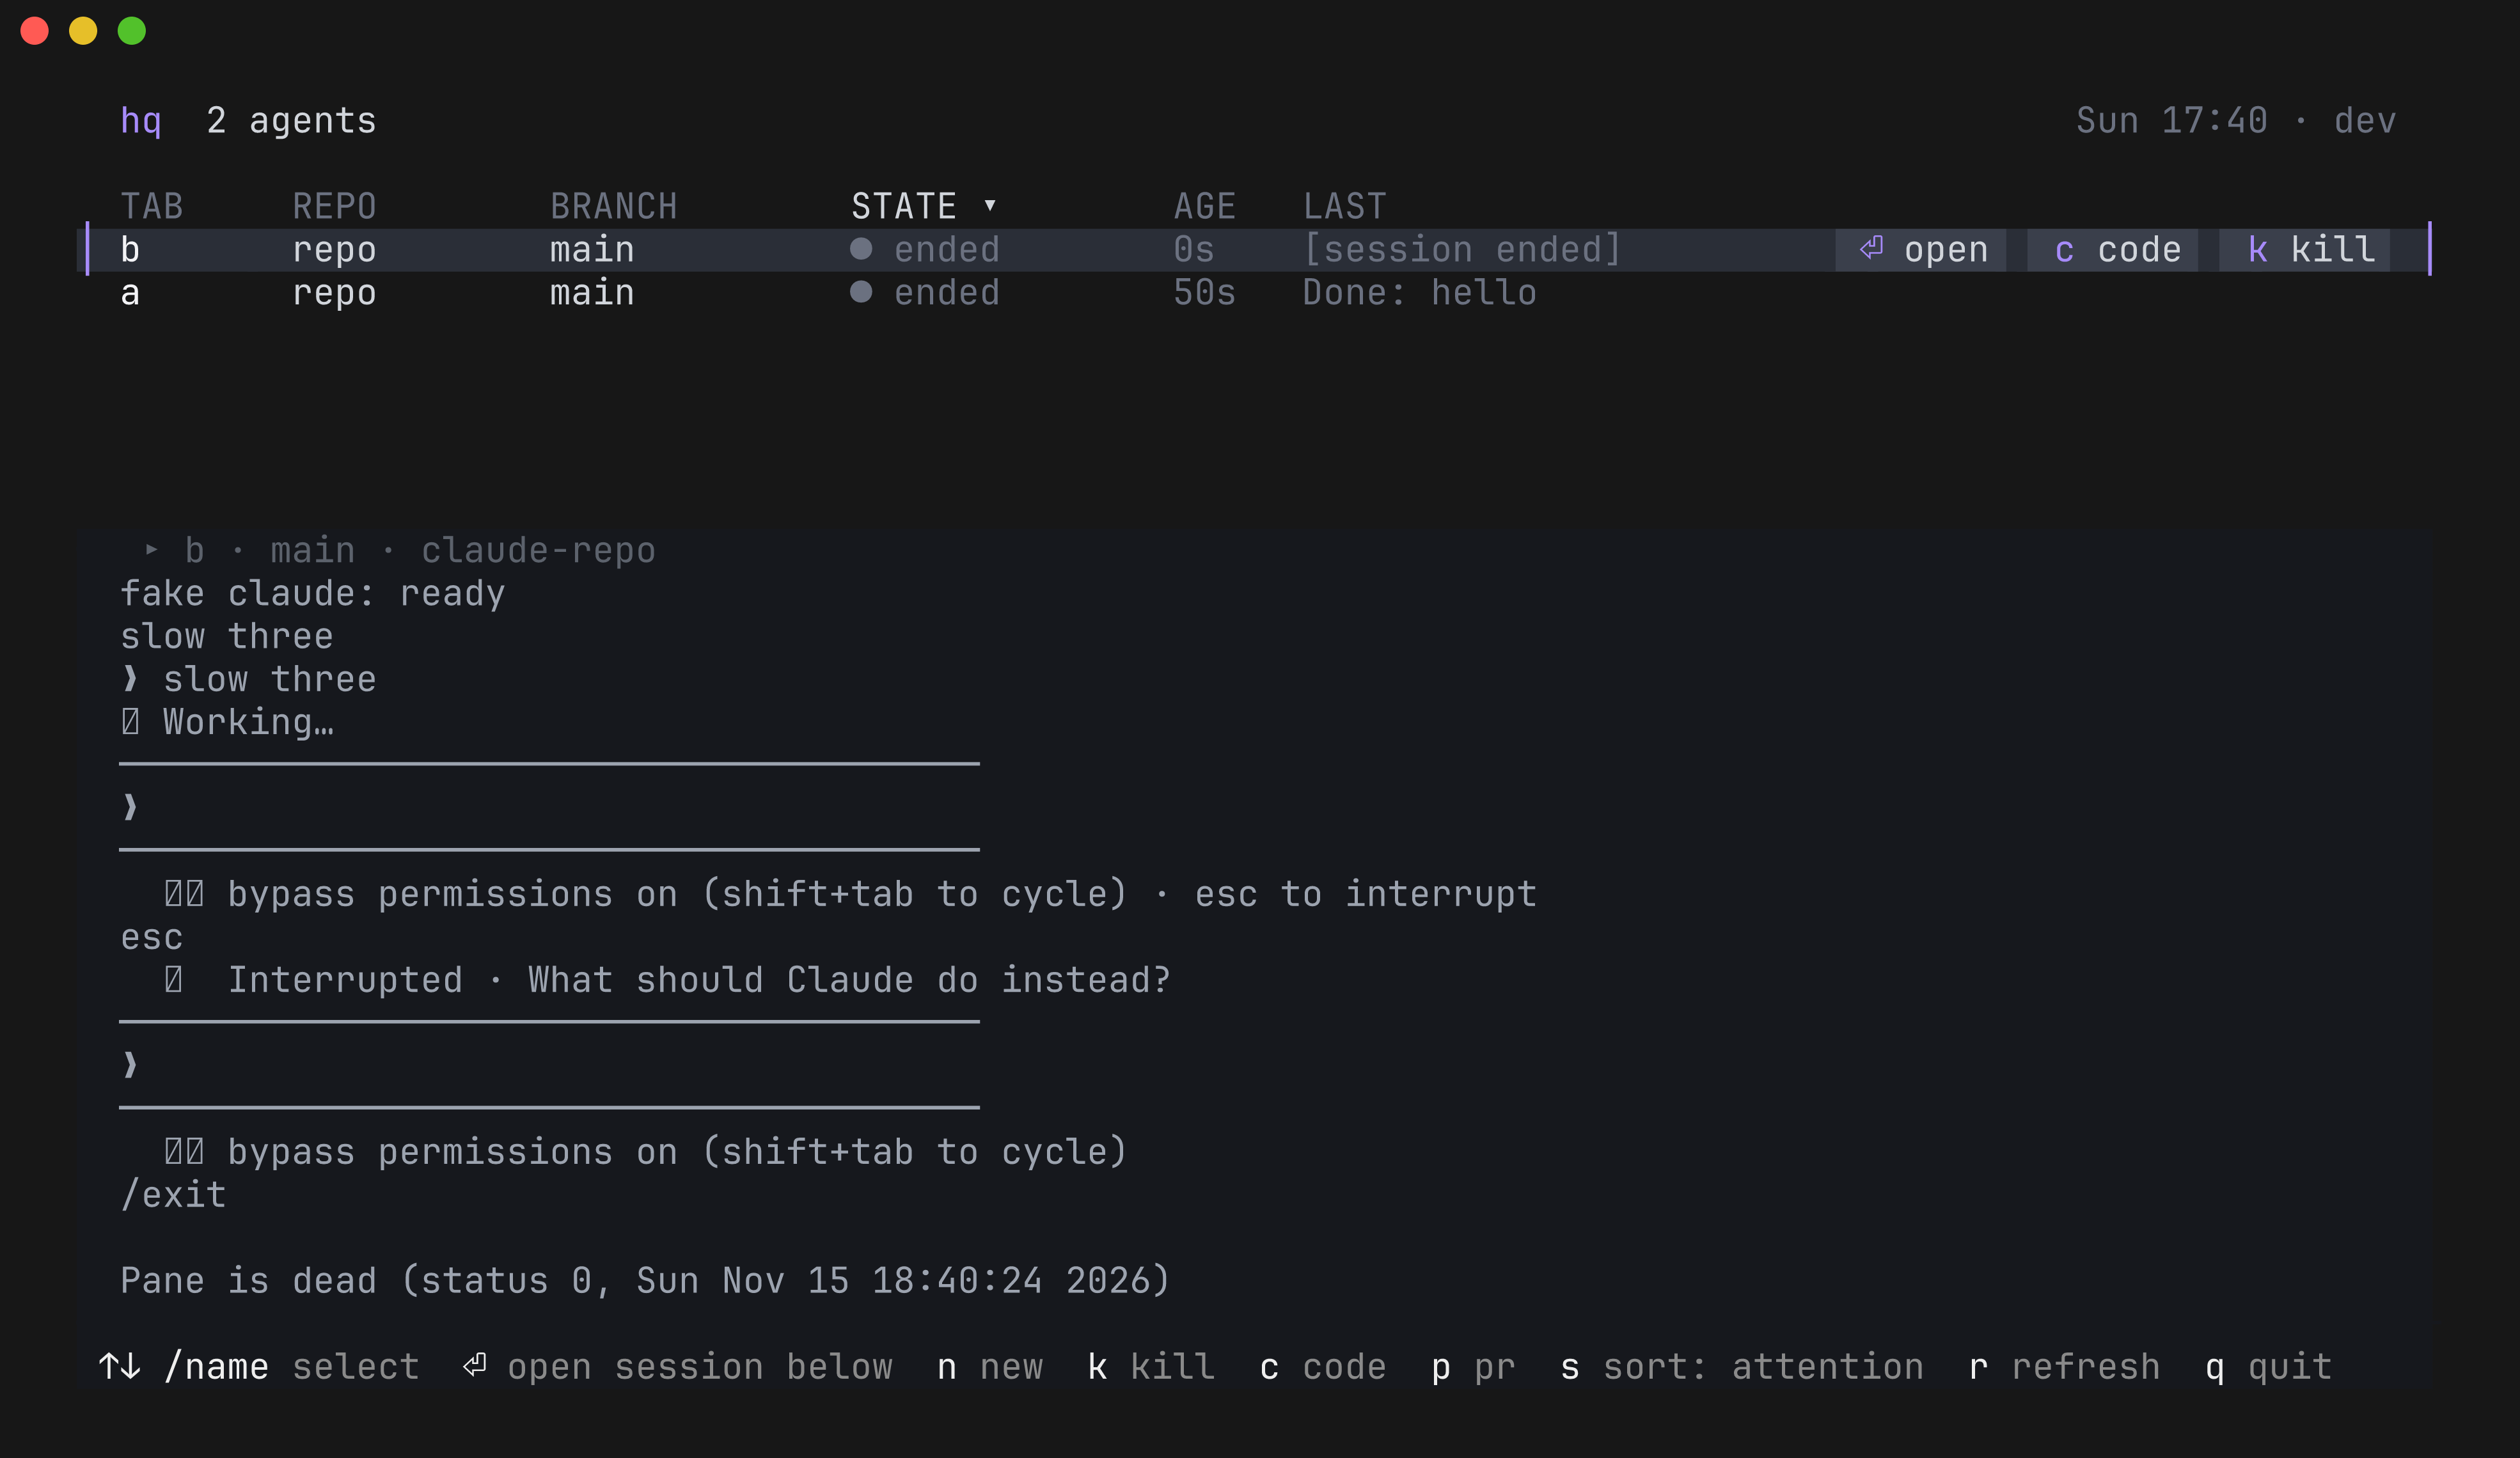 hq  2 agents  Sun 17:40 · dev
TAB  REPO  BRANCH  STATE ▾  AGE  LAST
b  repo  main  ● ended  0s  [session ended]  ⏎ open  c code  k kill
a  repo  main  ● ended  50s  Done: hello
▸ b · main · claude-repo
fake claude: ready
slow three
❯ slow three
Working…
❯
bypass permissions on (shift+tab to cycle) · esc to interrupt
esc
Interrupted · What should Claude do instead?
❯
bypass permissions on (shift+tab to cycle)
/exit
Pane is dead (status 0, Sun Nov 15 18:40:24 2026)
↑↓ /name select  ⏎ open session below  n new  k kill  c code  p pr  s sort: attention  r refresh  q quit